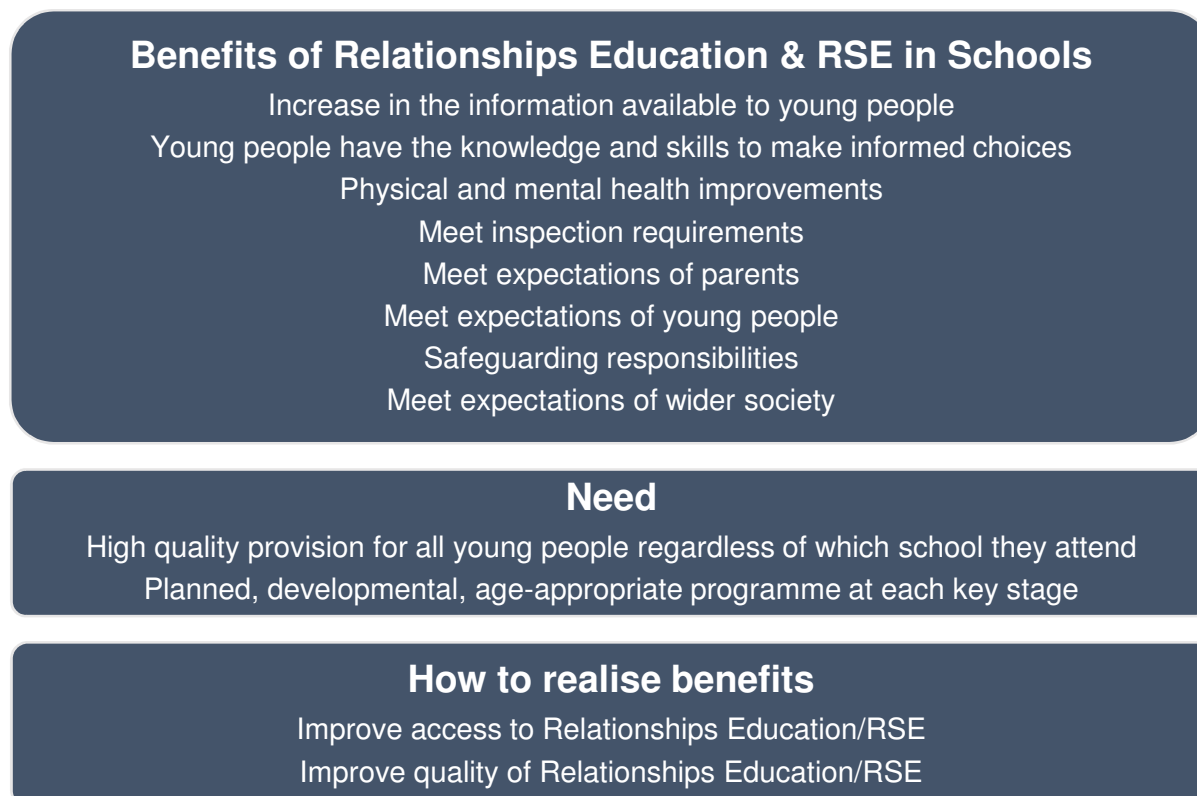 Benefits of Relationships Education & RSE in Schools
Increase in the information available to young people
Young people have the knowledge and skills to make informed choices
Physical and mental health improvements
Meet inspection requirements
Meet expectations of parents
Meet expectations of young people
Safeguarding responsibilities
Meet expectations of wider society
Need
High quality provision for all young people regardless of which school they attend
Planned, developmental, age-appropriate programme at each key stage
How to realise benefits
Improve access to Relationships Education/RSE
Improve quality of Relationships Education/RSE